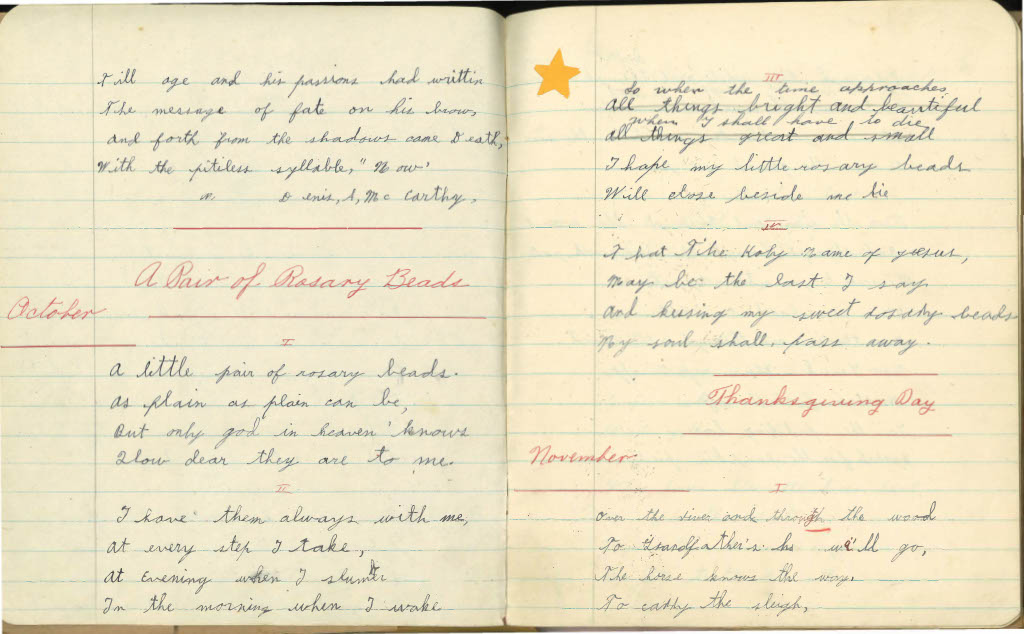 Till age and his passions had writtin
The message of fate on his brow,
And forth from the shadows came Death,
With the pitiless syllable, "Now'
Denis, A, Mc Carthy.
A Pair of Rosary Beads
October
I
A little pair of rosary beads.
As plain as plain can be,
But only god in heaven' knows
How dear they are to me.
II
I have them always with me,
At every step I take,
At Evening when I slumber
In the morning when I wake
III
So when the time approaches
All things bright and beautiful
when I shall have to die
All things great and small
I hope my little rosary beads
Will close beside me lie
IV
That The Holy Name of Jesus,
May be the last I say
And kissing my sweet rosary beads
My soul shall pass away.
Thanksgiving Day
November
I
Over the river and through the wood
To Grandfather's we'll go,
The horse knows the way.
To carry the sleigh,